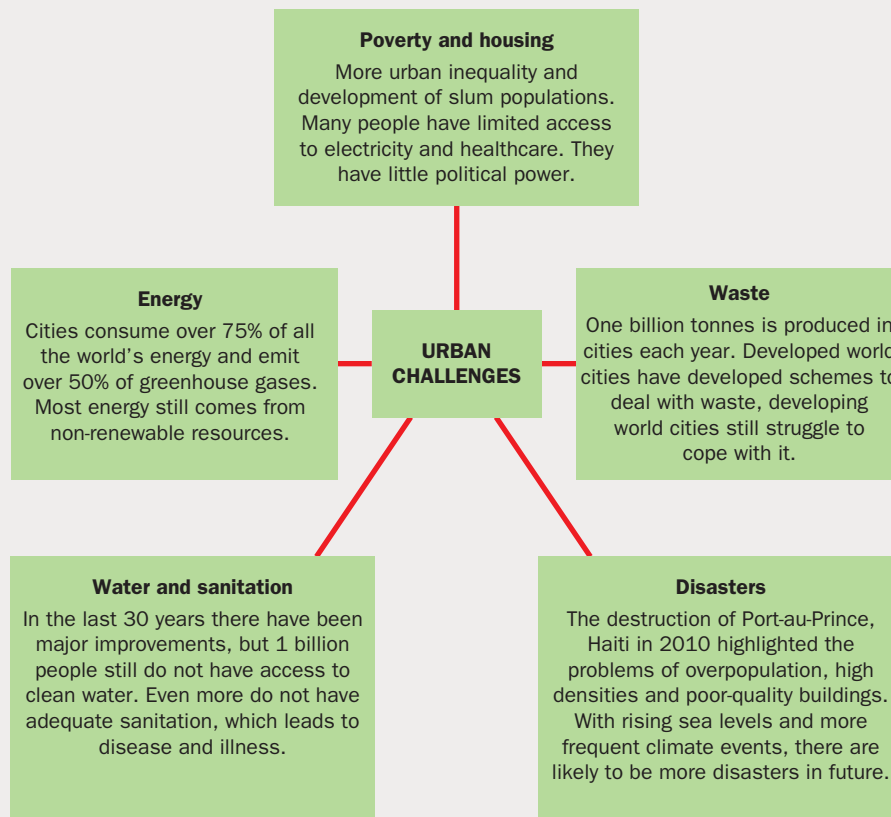 Poverty and housing
More urban inequality and
development of slum populations.
Many people have limited access
to electricity and healthcare. They
have little political power.
Energy
Cities consume over 75% of all
the world's energy and emit
over 50% of greenhouse gases.
Most energy still comes from
non-renewable resources.
URBAN
CHALLENGES
Waste
One billion tonnes is produced in
cities each year. Developed world
cities have developed schemes to
deal with waste, developing
world cities still struggle to
cope with it.
Water and sanitation
In the last 30 years there have been
major improvements, but 1 billion
people still do not have access to
clean water. Even more do not have
adequate sanitation, which leads to
disease and illness.
Disasters
The destruction of Port-au-Prince,
Haiti in 2010 highlighted the
problems of overpopulation, high
densities and poor-quality buildings.
With rising sea levels and more
frequent climate events, there are
likely to be more disasters in future.